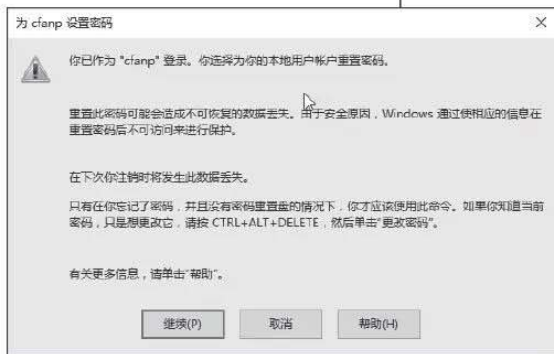 为 cfanp 设置密码
你已作为 "cfanp" 登录。你选择为你的本地用户帐户重置密码。
重置此密码可能会造成不可恢复的数据丢失。由于安全原因，Windows 通过使相应的信息在
重置密码后不可访问来进行保护。
在下次你注销时将发生此数据丢失。
只有在你忘记了密码，并且没有密码重置盘的情况下，你才应该使用此命令。如果你知道当前
密码，只是想更改它，请按 CTRL+ALT+DELETE，然后单击"更改密码"。
有关更多信息，请单击"帮助"。
继续(P)
取消
帮助(H)